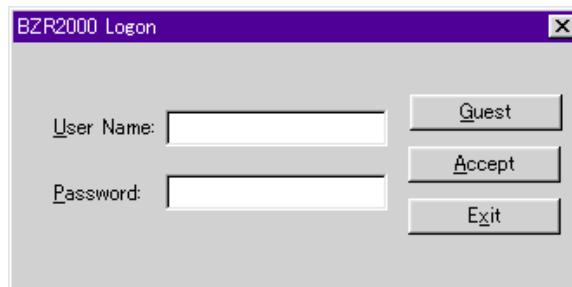 BZR2000 Logon
User Name:
Guest
Accept
Password:
Exit